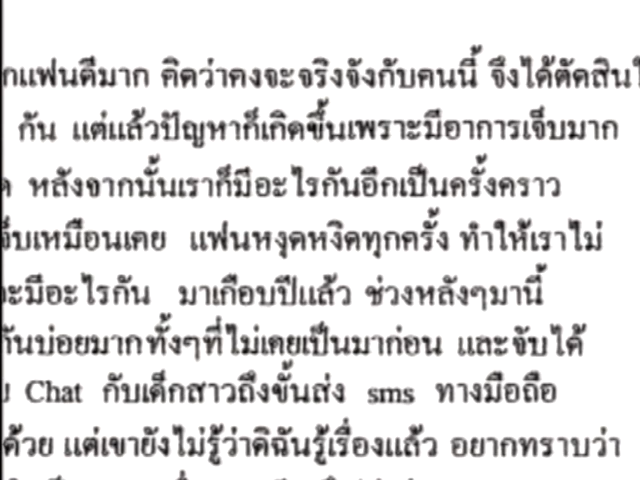 กแฟนดีมาก คิดว่าคงจะจริงจังกับคนนี้ จึงได้ตัดสินใ
กัน แต่แล้วปัญหาก็เกิดขึ้นเพราะมีอาการเจ็บมาก
หลังจากนั้นเราก็มีอะไรกันอีกเป็นครั้งคราว
จ็บเหมือนเคย แฟนหงุดหงิดทุกครั้ง ทำให้เราไม่
จะมีอะไรกัน มาเกือบปีแล้ว ช่วงหลังๆมานี้
กันบ่อยมากทั้งๆที่ไม่เคยเป็นมาก่อน และจับได้
Chat กับเด็กสาวถึงขั้นส่ง sms ทางมือถือ
ด้วย แต่เขายังไม่รู้ว่าดิฉันรู้เรื่องแล้ว อยากทราบว่า